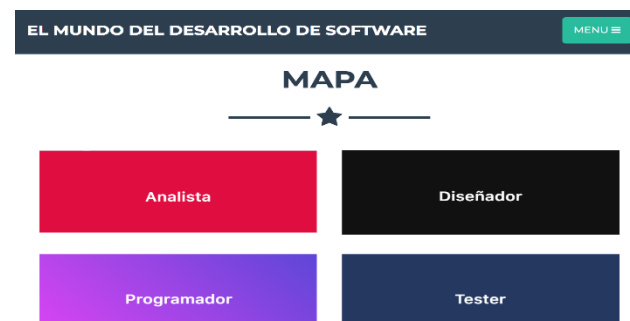 EL MUNDO DEL DESARROLLO DE SOFTWARE
MENU
MAPA
Analista
Diseñador
Programador
Tester